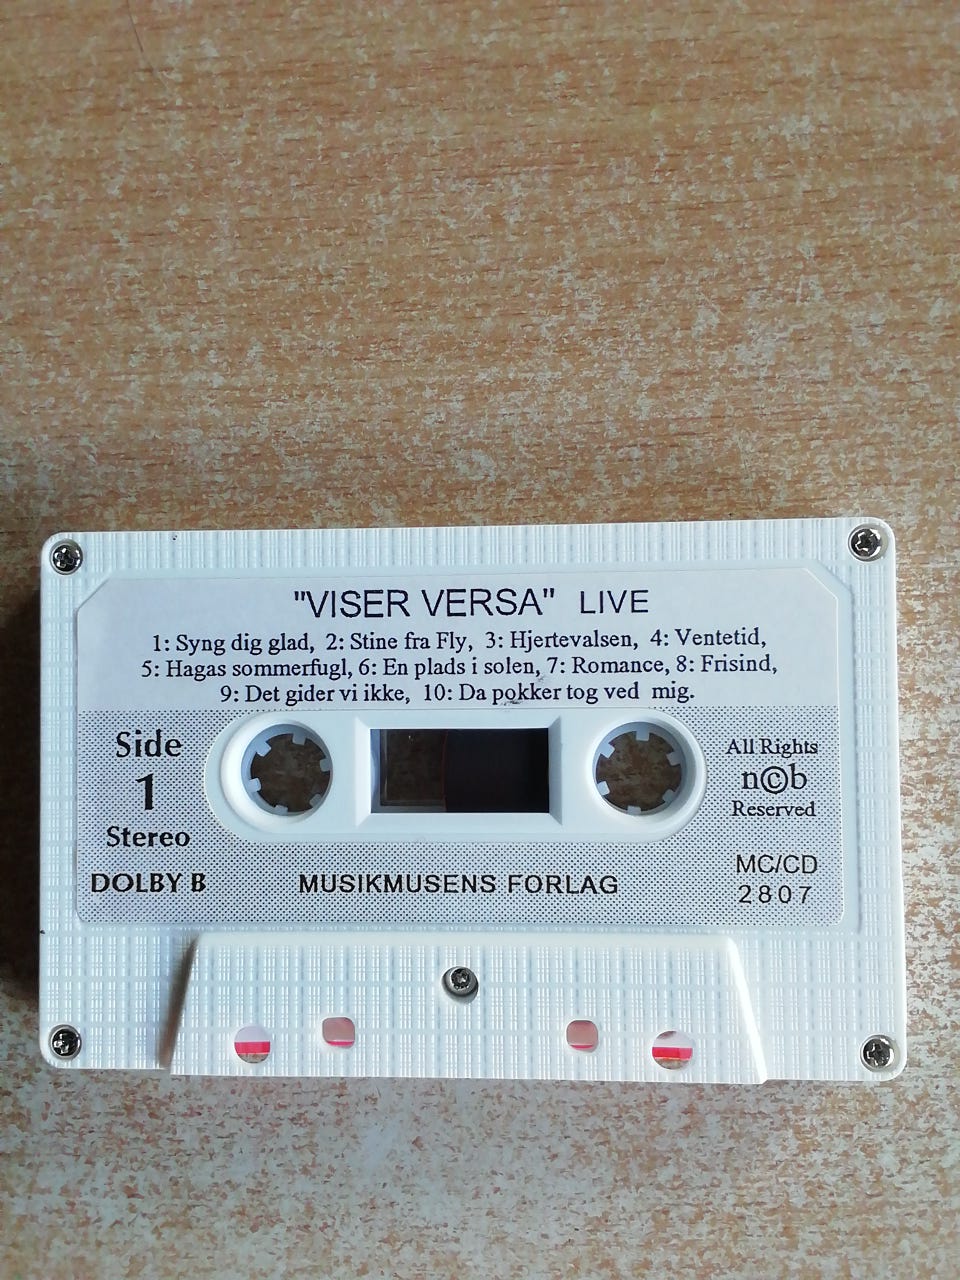 "VISER VERSA" LIVE
1: Syng dig glad, 2: Stine fra Fly, 3: Hjertevalsen, 4: Ventetid,
5: Hagas sommerfugl, 6: En plads i solen, 7: Romance, 8: Frisind,
9: Det gider vi ikke, 10: Da pokker tog ved mig.
Side
1
Stereo
DOLBY B
MUSIKMUSENS FORLAG
All Rights
n©b
Reserved
MC/CD
2807